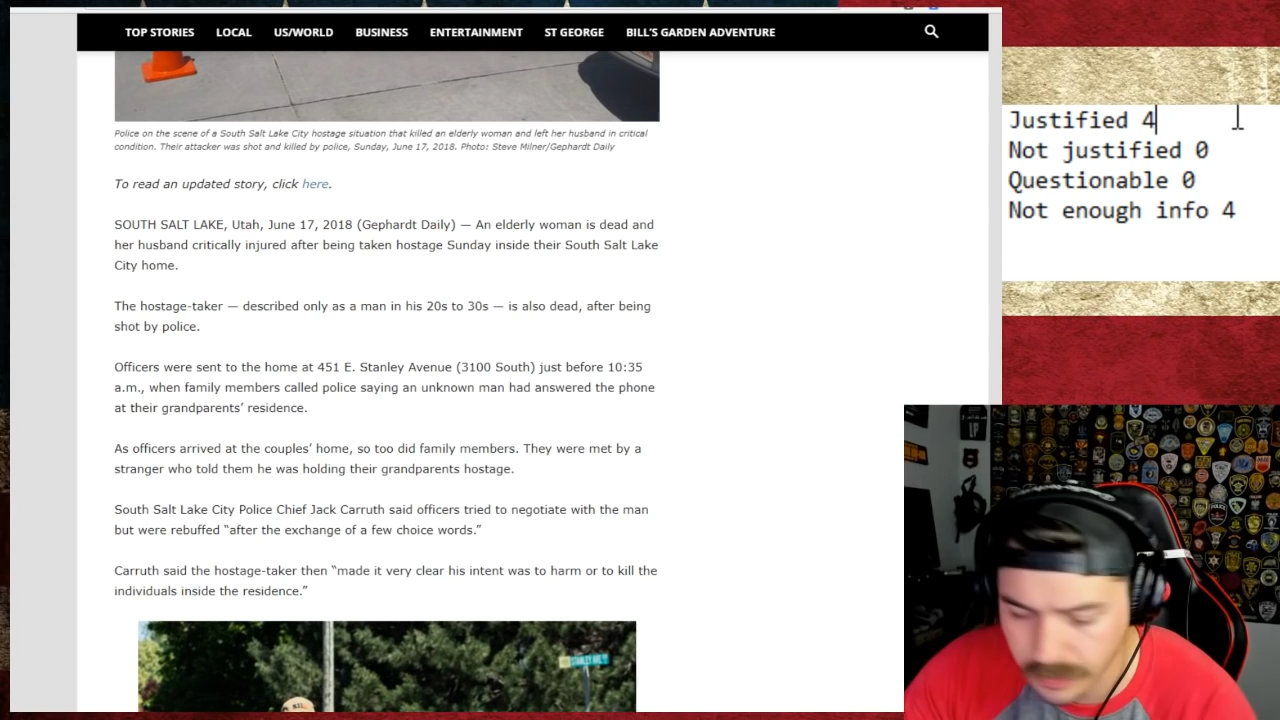 TOP STORIES LOCAL US/WORLD BUSINESS ENTERTAINMENT ST GEORGE BILL'S GARDEN ADVENTURE
Police on the scene of a South Salt Lake City hostage situation that killed an elderly woman and left her husband in critical
condition. Their attacker was shot and killed by police, Sunday, June 17, 2018. Photo: Steve Milner/Gephardt Daily
To read an updated story, click here.
SOUTH SALT LAKE, Utah, June 17, 2018 (Gephardt Daily) — An elderly woman is dead and
her husband critically injured after being taken hostage Sunday inside their South Salt Lake
City home.
The hostage-taker — described only as a man in his 20s to 30s — is also dead, after being
shot by police.
Officers were sent to the home at 451 E. Stanley Avenue (3100 South) just before 10:35
a.m., when family members called police saying an unknown man had answered the phone
at their grandparents' residence.
As officers arrived at the couples' home, so too did family members. They were met by a
stranger who told them he was holding their grandparents hostage.
South Salt Lake City Police Chief Jack Carruth said officers tried to negotiate with the man
but were rebuffed “after the exchange of a few choice words.”
Carruth said the hostage-taker then “made it very clear his intent was to harm or to kill the
individuals inside the residence.”
STANLEY AVE
Justified 4
Not justified 0
Questionable 0
Not enough info 4